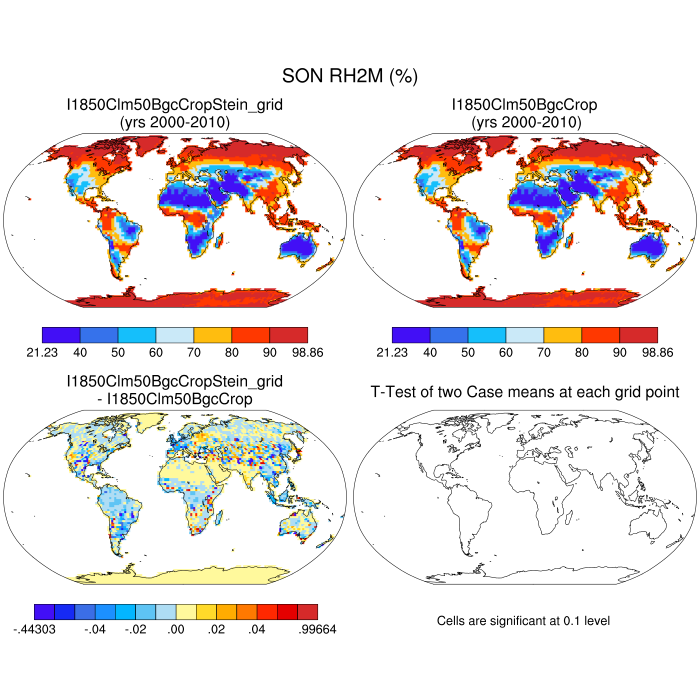 SON RH2M (%)
I1850Clm50BgcCropStein_grid
(yrs 2000-2010)
I1850Clm50BgcCrop
(yrs 2000-2010)
21.23 40 50 60 70 80 90 98.86
21.23 40 50 60 70 80 90 98.86
I1850Clm50BgcCropStein_grid
- I1850Clm50BgcCrop
T-Test of two Case means at each grid point
-.44303 -.04 -.02 .00 .02 .04 .99664
Cells are significant at 0.1 level